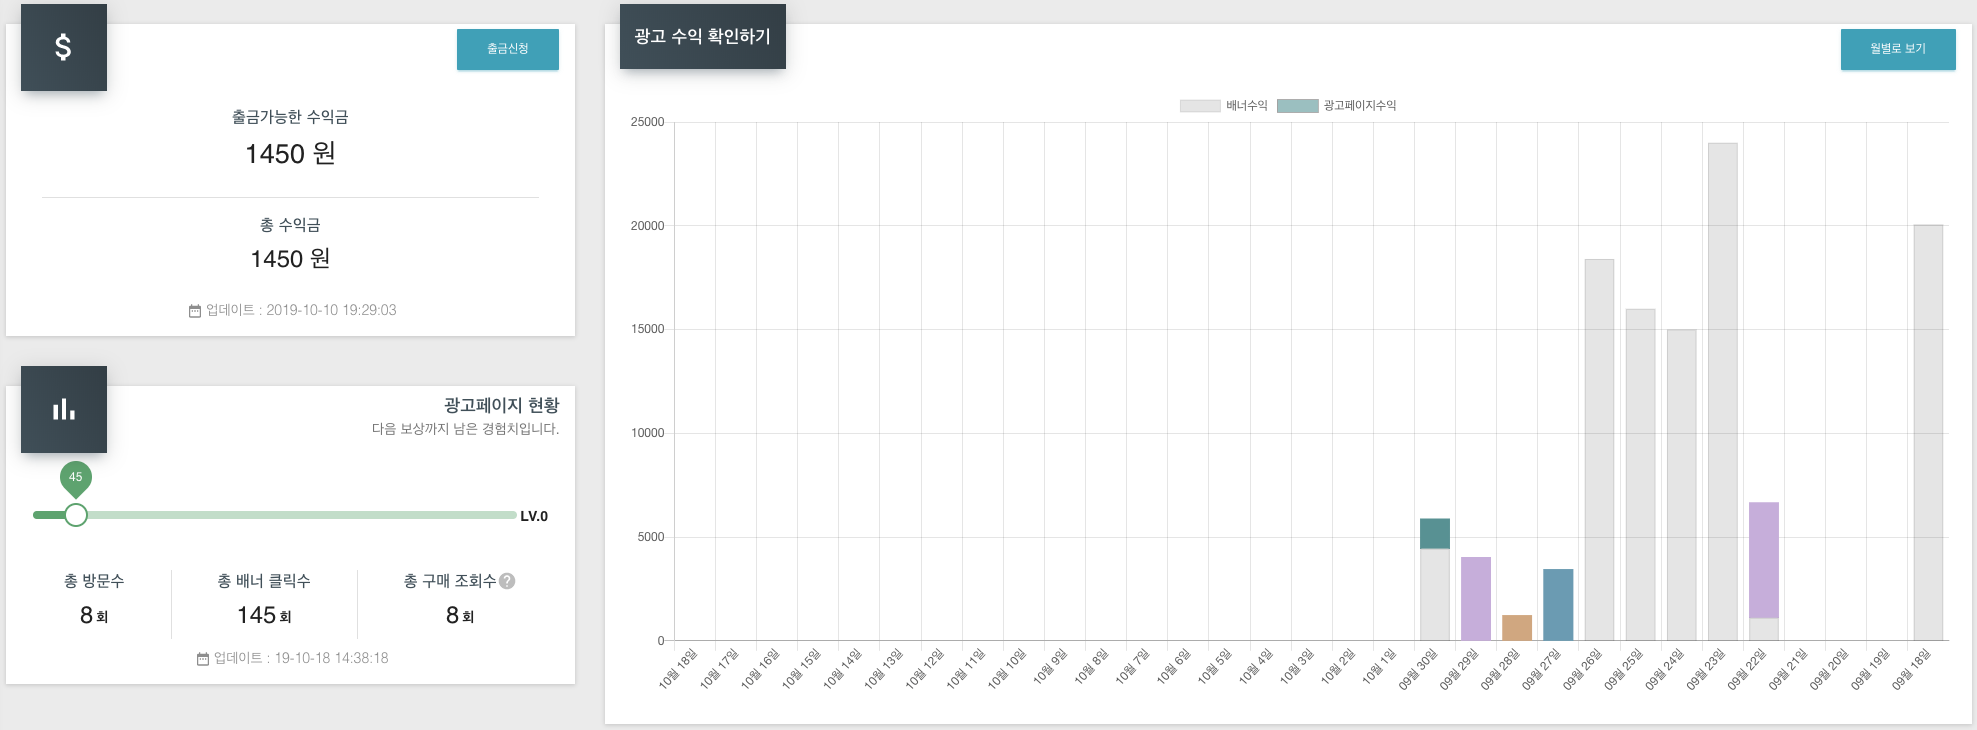 $
출금신청
출금가능한 수익금
1450 원
총 수익금
1450 원
업데이트 : 2019-10-10 19:29:03
광고페이지 현황
다음 보상까지 남은 경험치입니다.
45
LV.0
총 방문수
8 회
총 배너 클릭수
145 회
총 구매 조회수 ?
8 회
업데이트 : 19-10-18 14:38:18
광고 수익 확인하기
월별로 보기
배너수익 광고페이지수익
25000
20000
15000
10000
5000
0
10월 18일
10월 17일
10월 16일
10월 15일
10월 14일
10월 13일
10월 12일
10월 11일
10월 10일
10월 9일
10월 8일
10월 7일
10월 6일
10월 5일
10월 4일
10월 3일
10월 2일
10월 1일
09월 30일
09월 29일
09월 28일
09월 27일
09월 26일
09월 25일
09월 24일
09월 23일
09월 22일
09월 21일
09월 20일
09월 19일
09월 18일